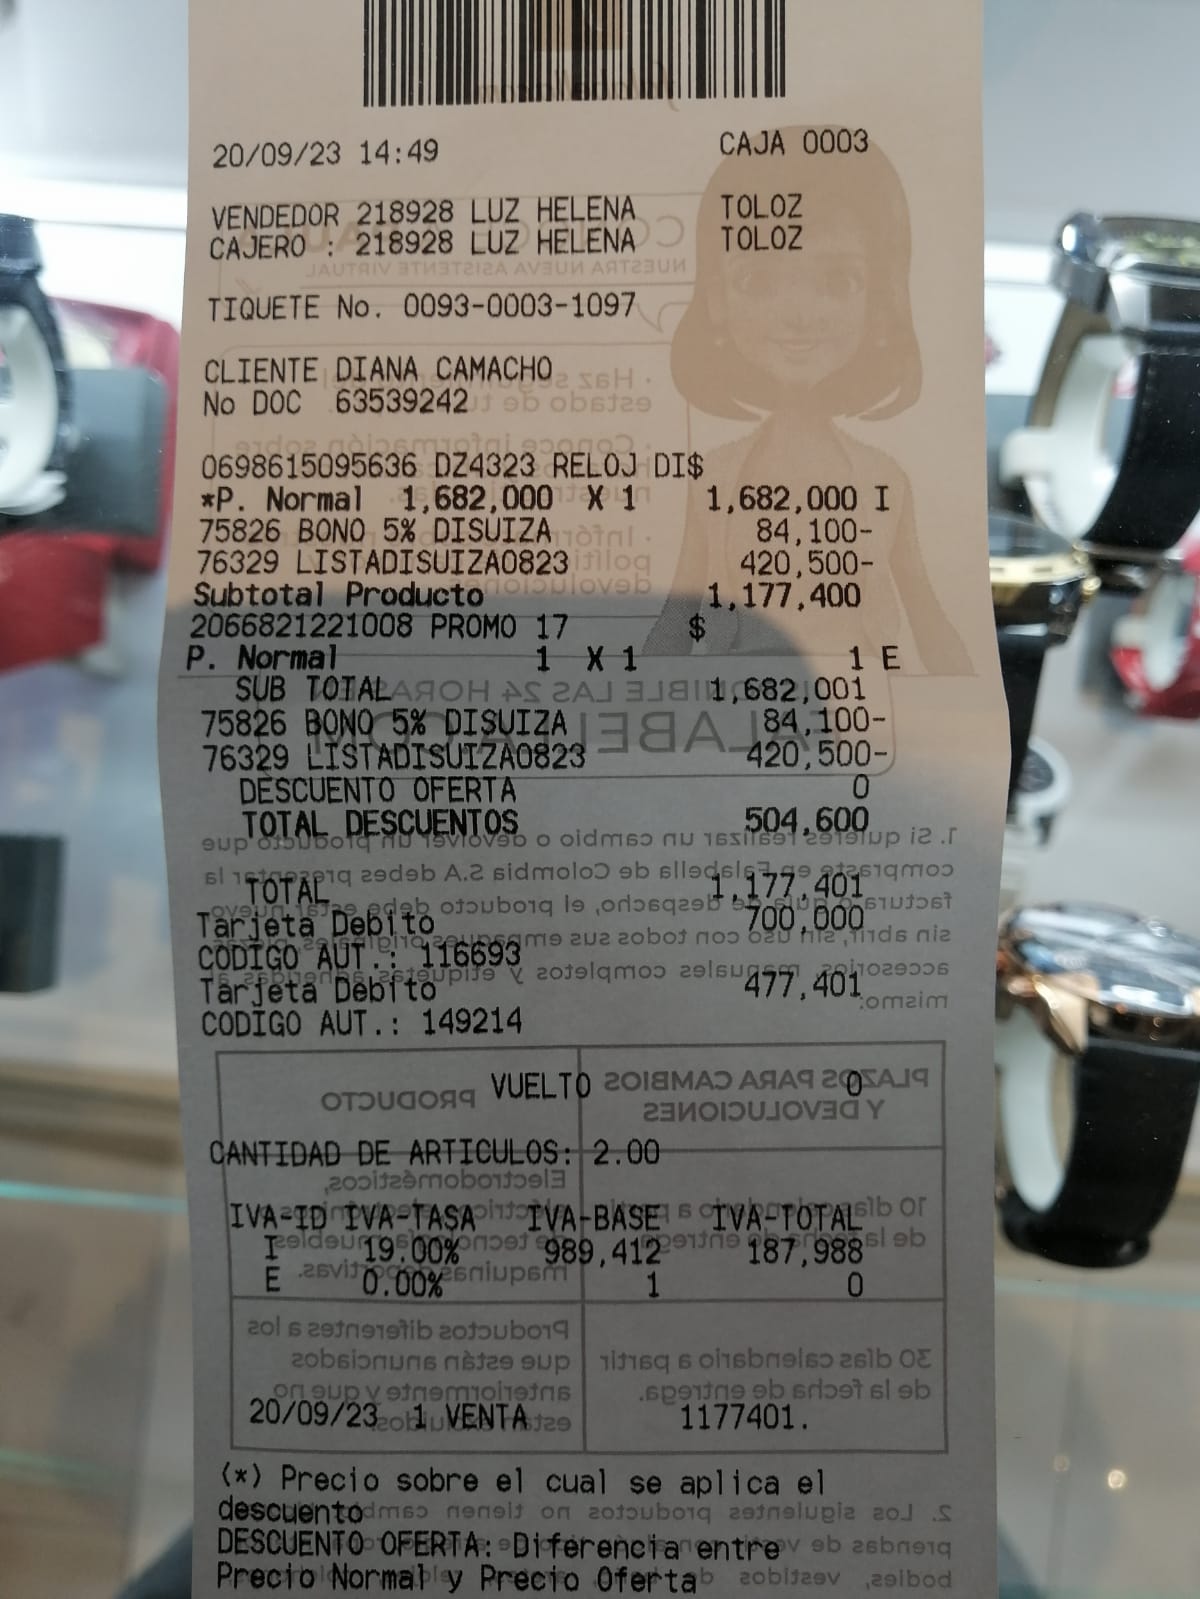 20/09/23 14:49 CAJA 0003
VENDEDOR 218928 LUZ HELENA TOLOZ
CAJERO : 218928 LUZ HELENA TOLOZ
TIQUETE No. 0093-0003-1097
CLIENTE DIANA CAMACHO
No DOC 63539242
0698615095636 DZ4323 RELOJ DI$
*P. Normal 1,682,000 X 1 1,682,000 I
75826 BONO 5% DISUIZA 84,100-
76329 LISTADISUIZA0823 420,500-
Subtotal Producto 1,177,400
2066821221008 PROMO 17 $
P. Normal 1 X 1 1 E
SUB TOTAL 1,682,001
75826 BONO 5% DISUIZA 84,100-
76329 LISTADISUIZA0823 420,500-
DESCUENTO OFERTA 0
TOTAL DESCUENTOS 504,600
TOTAL 1,177,401
Tarjeta Debito 700,000
CODIGO AUT.: 116693
Tarjeta Debito 477,401
CODIGO AUT.: 149214
VUELTO 0
CANTIDAD DE ARTICULOS: 2.00
IVA-ID IVA-TASA IVA-BASE IVA-TOTAL
I 19.00% 989,412 187,988
E 0.00% 1 0
20/09/23 1 VENTA 1177401.
(*) Precio sobre el cual se aplica el
descuento
DESCUENTO OFERTA: Diferencia entre
Precio Normal y Precio Oferta